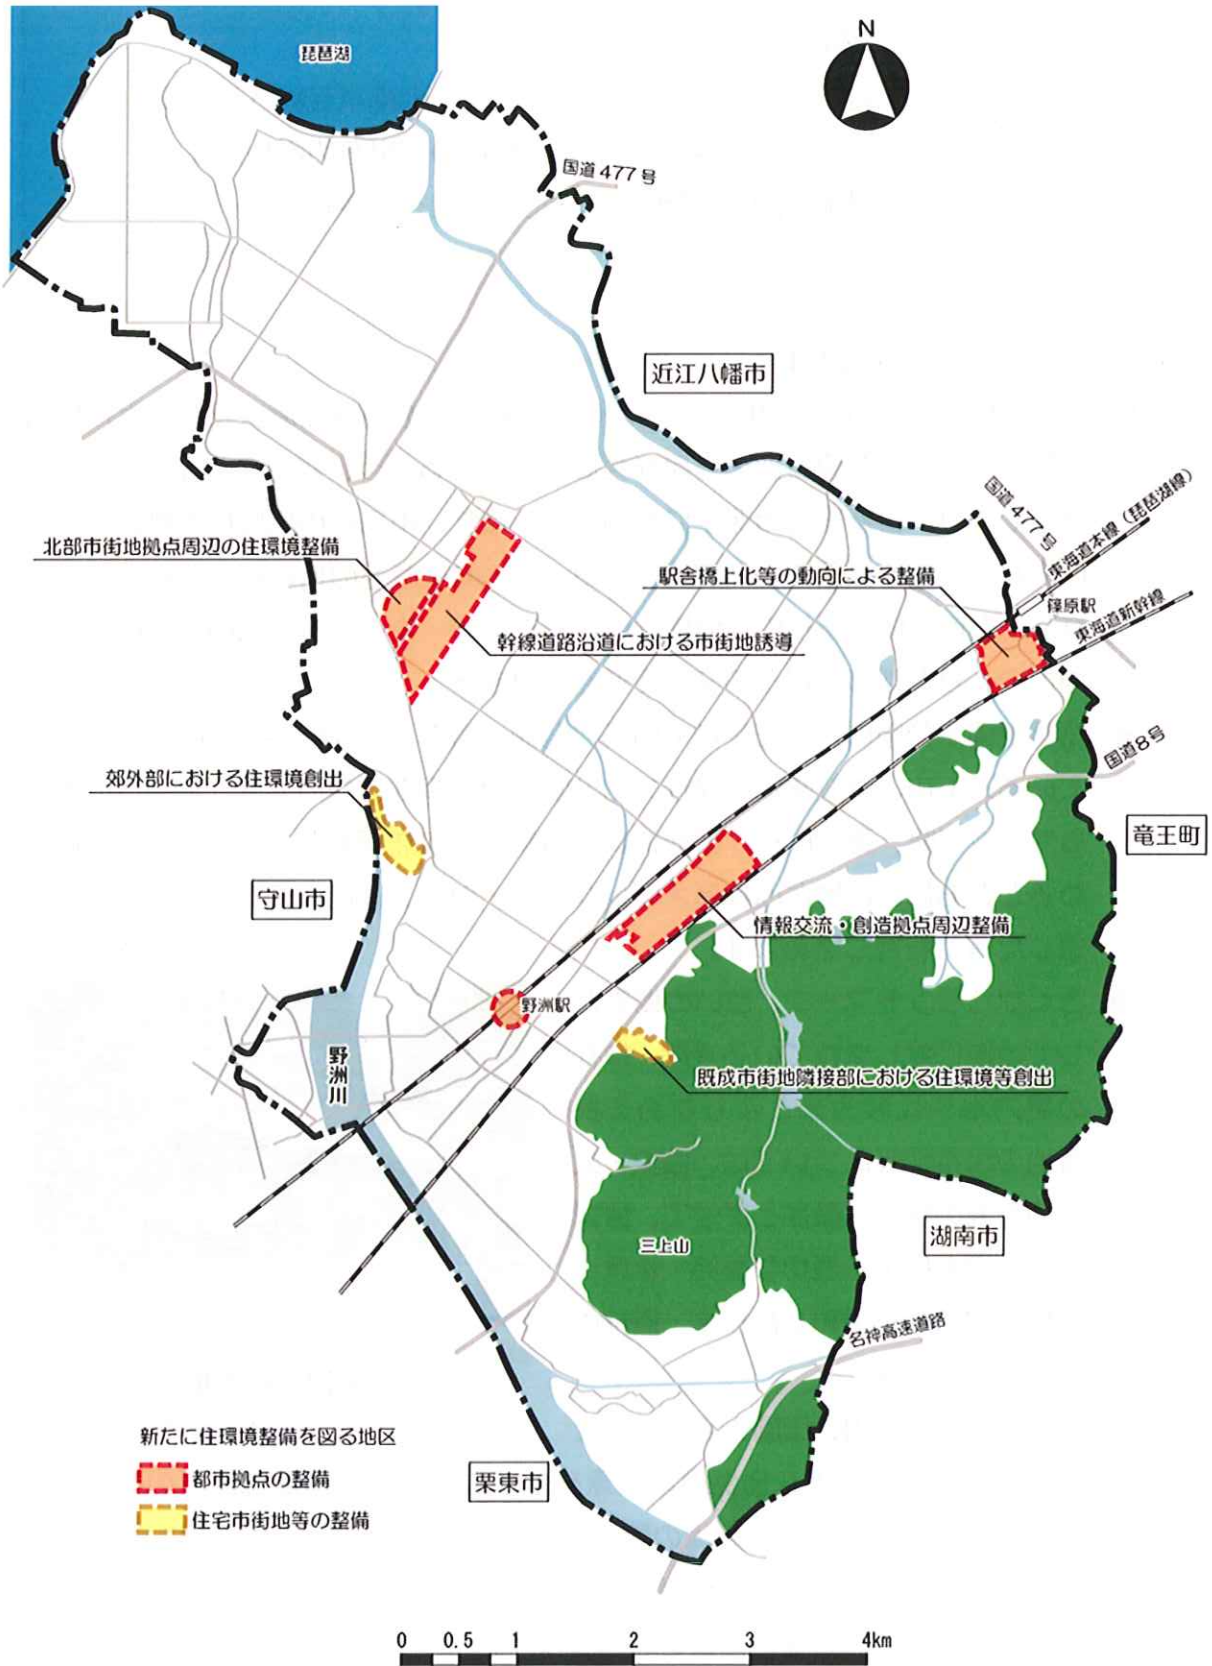 琵琶湖
N
国道477号
近江八幡市
国道477号
東海道本線（琵琶湖線）
北部市街地拠点周辺の住環境整備
駅舎橋上化等の動向による整備
篠原駅
東海道新幹線
幹線道路沿道における市街地誘導
国道8号
郊外部における住環境創出
竜王町
守山市
情報交流・創造拠点周辺整備
野洲駅
野洲川
既成市街地隣接部における住環境等創出
湖南市
三上山
名神高速道路
新たに住環境整備を図る地区
都市拠点の整備
住宅市街地等の整備
栗東市
0 0.5 1 2 3 4km